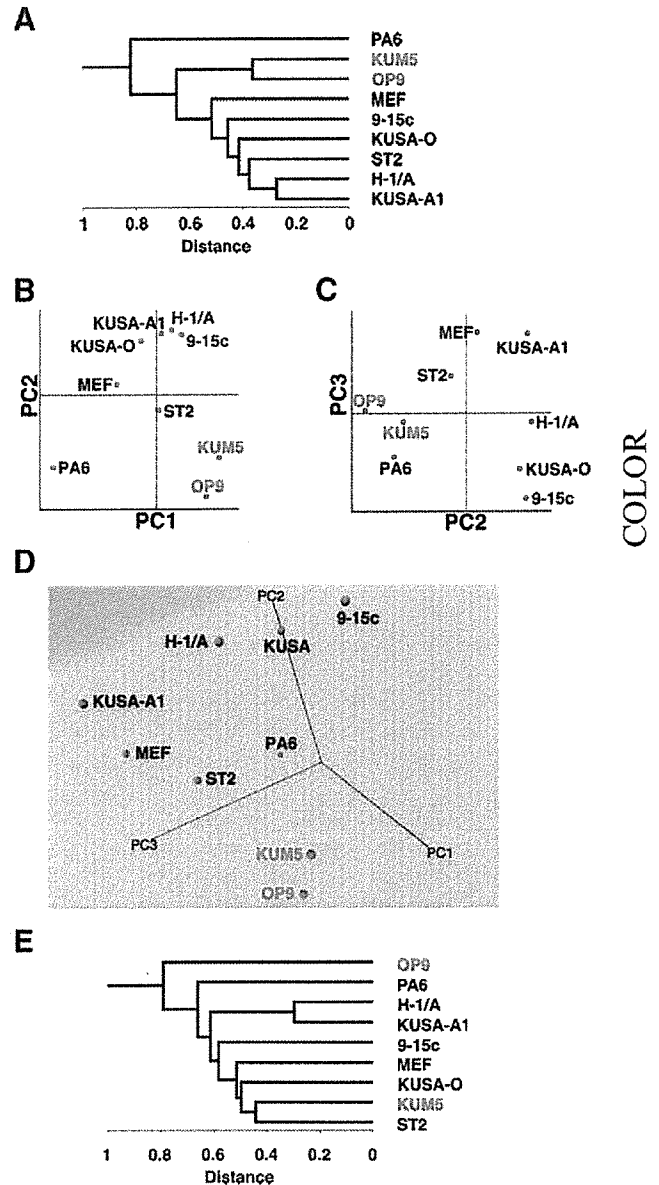 A
PA6
KUM5
OP9
MEF
9-15c
KUSA-O
ST2
H-1/A
KUSA-A1
1 0.8 0.6 0.4 0.2 0
Distance
B
KUSA-A1 H-1/A
KUSA-O 9-15c
MEF
ST2
KUM5
PA6
OP9
PC2
PC1
C
MEF
KUSA-A1
ST2
OP9
KUM5
H-1/A
PA6
KUSA-O
9-15c
PC3
PC2
COLOR
D
PC2
9-15c
H-1/A
KUSA
KUSA-A1
PA6
MEF
ST2
PC3
KUM5
PC1
OP9
E
OP9
PA6
H-1/A
KUSA-A1
9-15c
MEF
KUSA-O
KUM5
ST2
1 0.8 0.6 0.4 0.2 0
Distance